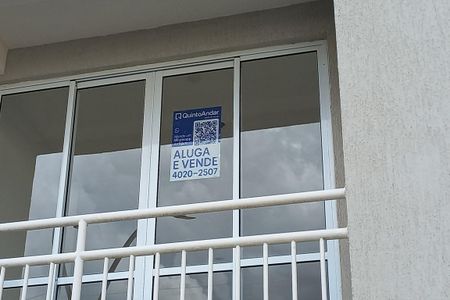 QuintoAndar
ALUGA
E VENDE
4020-2507